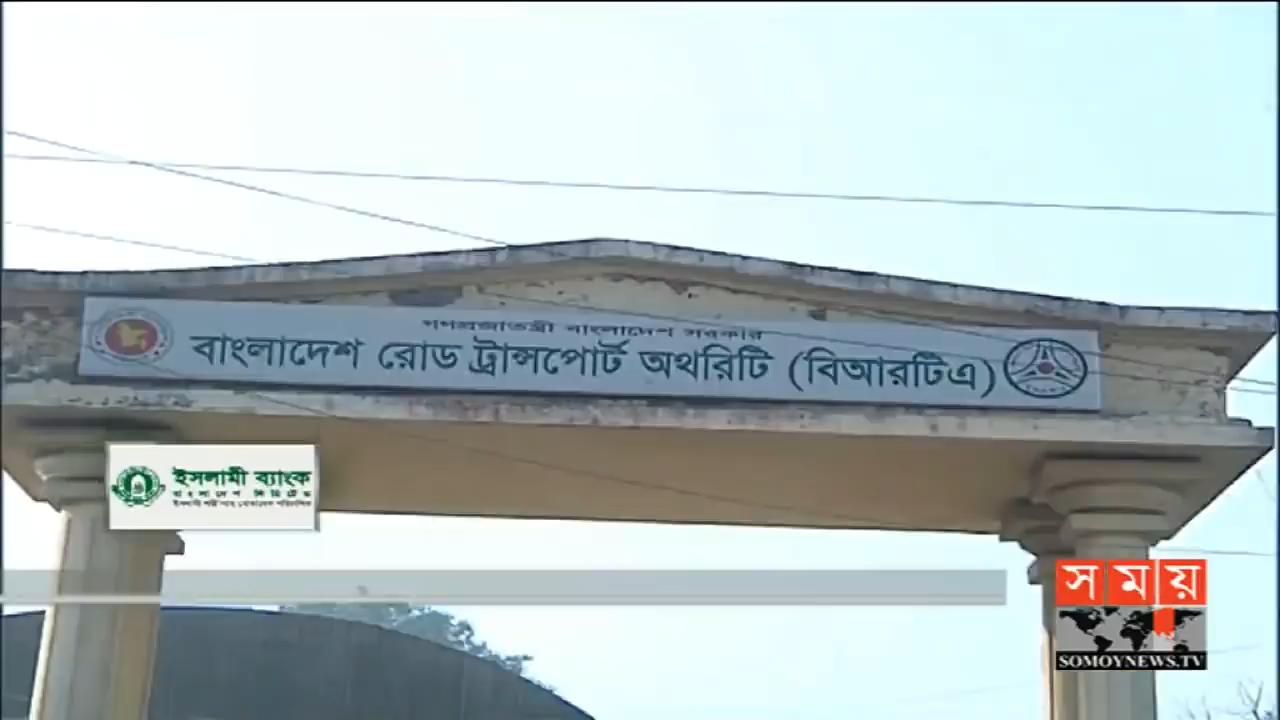 গণপ্রজাতন্ত্রী বাংলাদেশ সরকার
বাংলাদেশ রোড ট্রান্সপোর্ট অথরিটি (বিআরটিএ)
ইসলামী ব্যাংক
বাংলাদেশ লিমিটেড
সময়
SOMOYNEWS.TV